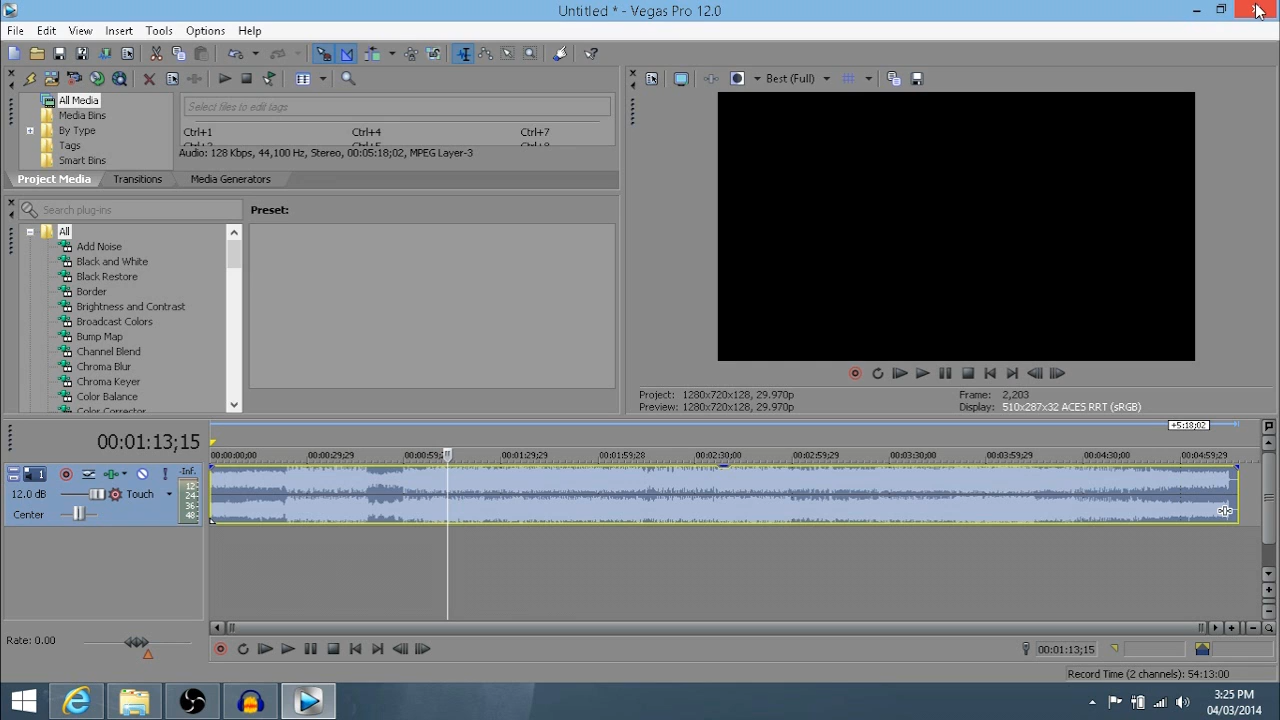 Untitled * - Vegas Pro 12.0
File Edit View Insert Tools Options Help
Best (Full)
All Media
Media Bins
By Type
Tags
Smart Bins
Select files to edit tags
Ctrl+1 Ctrl+4 Ctrl+7
Audio: 128 Kbps, 44,100 Hz, Stereo, 00:05:18;02, MPEG Layer-3
Project Media Transitions Media Generators
Search plug-ins
Preset:
All
Add Noise
Black and White
Black Restore
Border
Brightness and Contrast
Broadcast Colors
Bump Map
Channel Blend
Chroma Blur
Chroma Keyer
Color Balance
Color Corrector
Project: 1280x720x128, 29.970p
Preview: 1280x720x128, 29.970p
Frame: 2,203
Display: 510x287x32 ACES RRT (sRGB)
+5:18;02
00:01:13;15
00:00:00;00 00:00:29;29 00:00:59;2 00:01:29;29 00:01:59;28 00:02:30;00 00:02:59;29 00:03:30;00 00:03:59;29 00:04:30;00 00:04:59;29
1
-Inf.
12.0 dB
Touch
Center
12
24
36
48
Rate: 0.00
00:01:13;15
Record Time (2 channels): 54:13:00
3:25 PM
04/03/2014